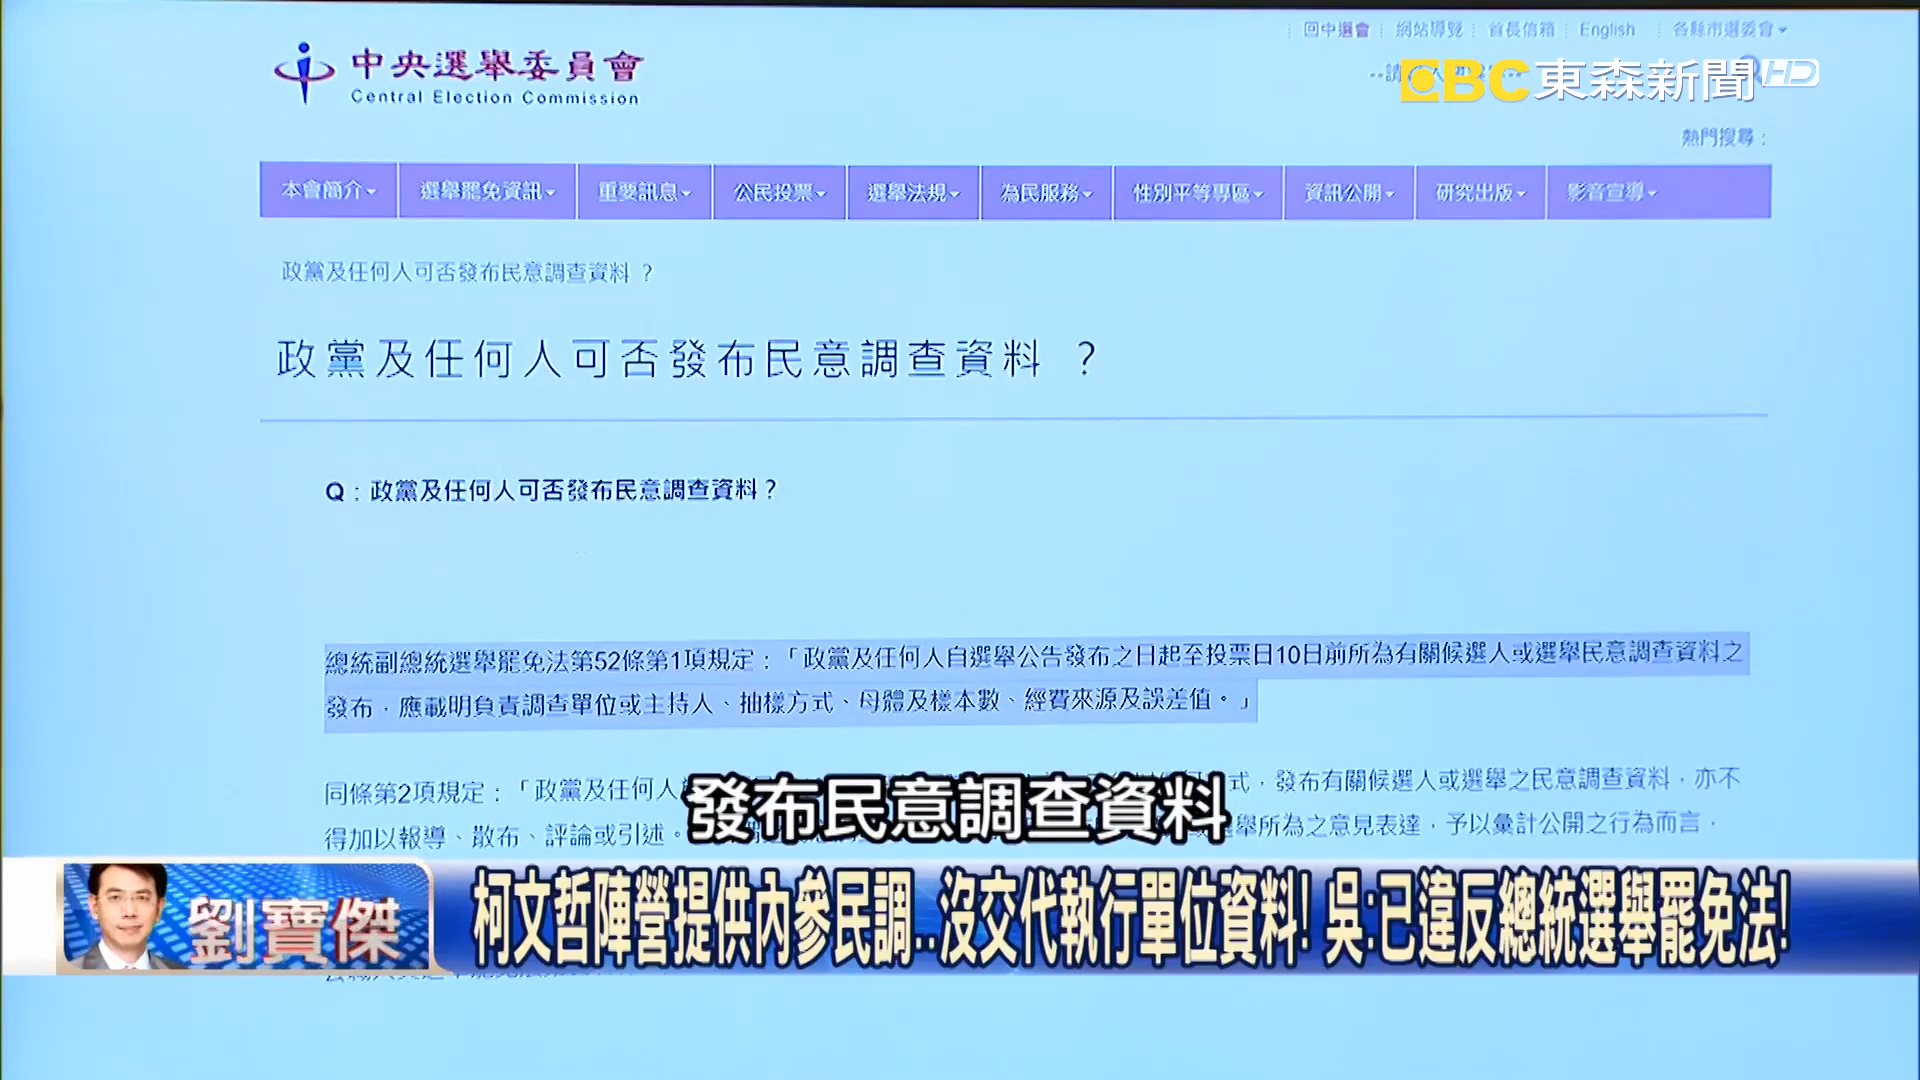 回中選會 網站導覽 首長信箱 English 各縣市選委會
中央選舉委員會
Central Election Commission
EBC 東森新聞 HD
熱門搜尋：
本會簡介 選舉罷免資訊 重要訊息 公民投票 選舉法規 為民服務 性別平等專區 資訊公開 研究出版 影音宣導
政黨及任何人可否發布民意調查資料 ？
政黨及任何人可否發布民意調查資料 ？
Q：政黨及任何人可否發布民意調查資料？
總統副總統選舉罷免法第52條第1項規定：「政黨及任何人自選舉公告發布之日起至投票日10日前所為有關候選人或選舉民意調查資料之
發布，應載明負責調查單位或主持人、抽樣方式、母體及樣本數、經費來源及誤差值。」
同條第2項規定：「政黨及任何人 式，發布有關候選人或選舉之民意調查資料，亦不
得加以報導、散布、評論或引述。 選舉所為之意見表達，予以彙計公開之行為而言，
發布民意調查資料
劉寶傑
柯文哲陣營提供內參民調..沒交代執行單位資料! 吳:已違反總統選舉罷免法!